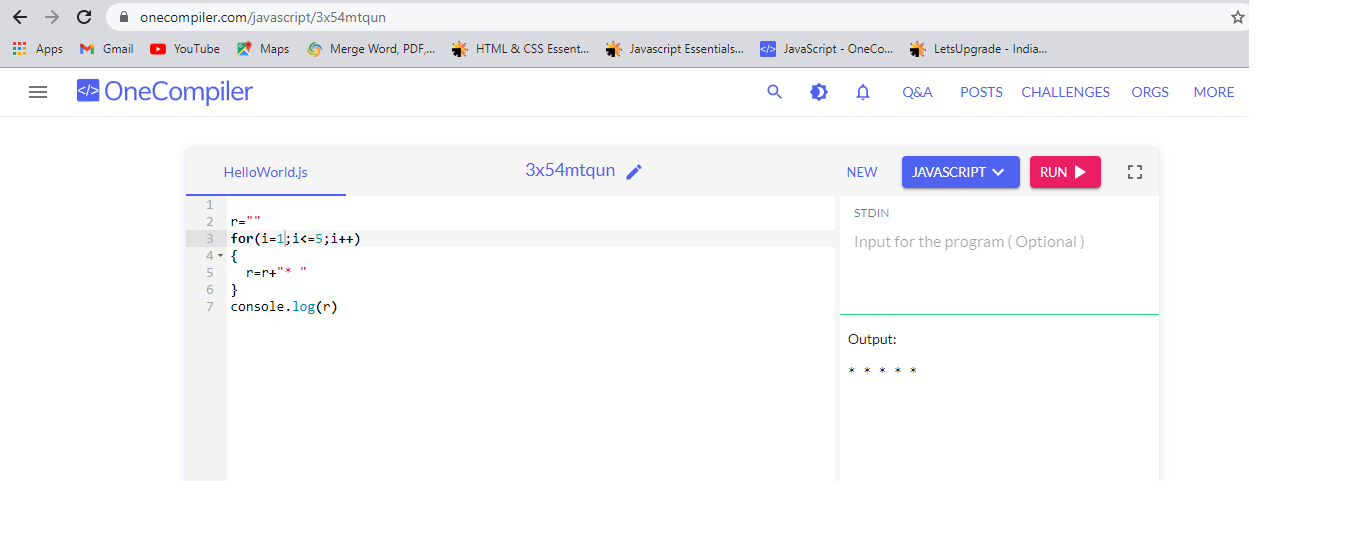 onecompiler.com/javascript/3x54mtqun
Apps Gmail YouTube Maps Merge Word, PDF,... HTML & CSS Essent... Javascript Essentials... </> JavaScript - OneCo... LetsUpgrade - India...
</> OneCompiler Q&A POSTS CHALLENGES ORGS MORE
HelloWorld.js 3x54mtqun NEW JAVASCRIPT RUN
1
2 r=""
3 for(i=1;i<=5;i++)
4 {
5   r=r+"* "
6 }
7 console.log(r)
STDIN
Input for the program ( Optional )
Output:
* * * * *